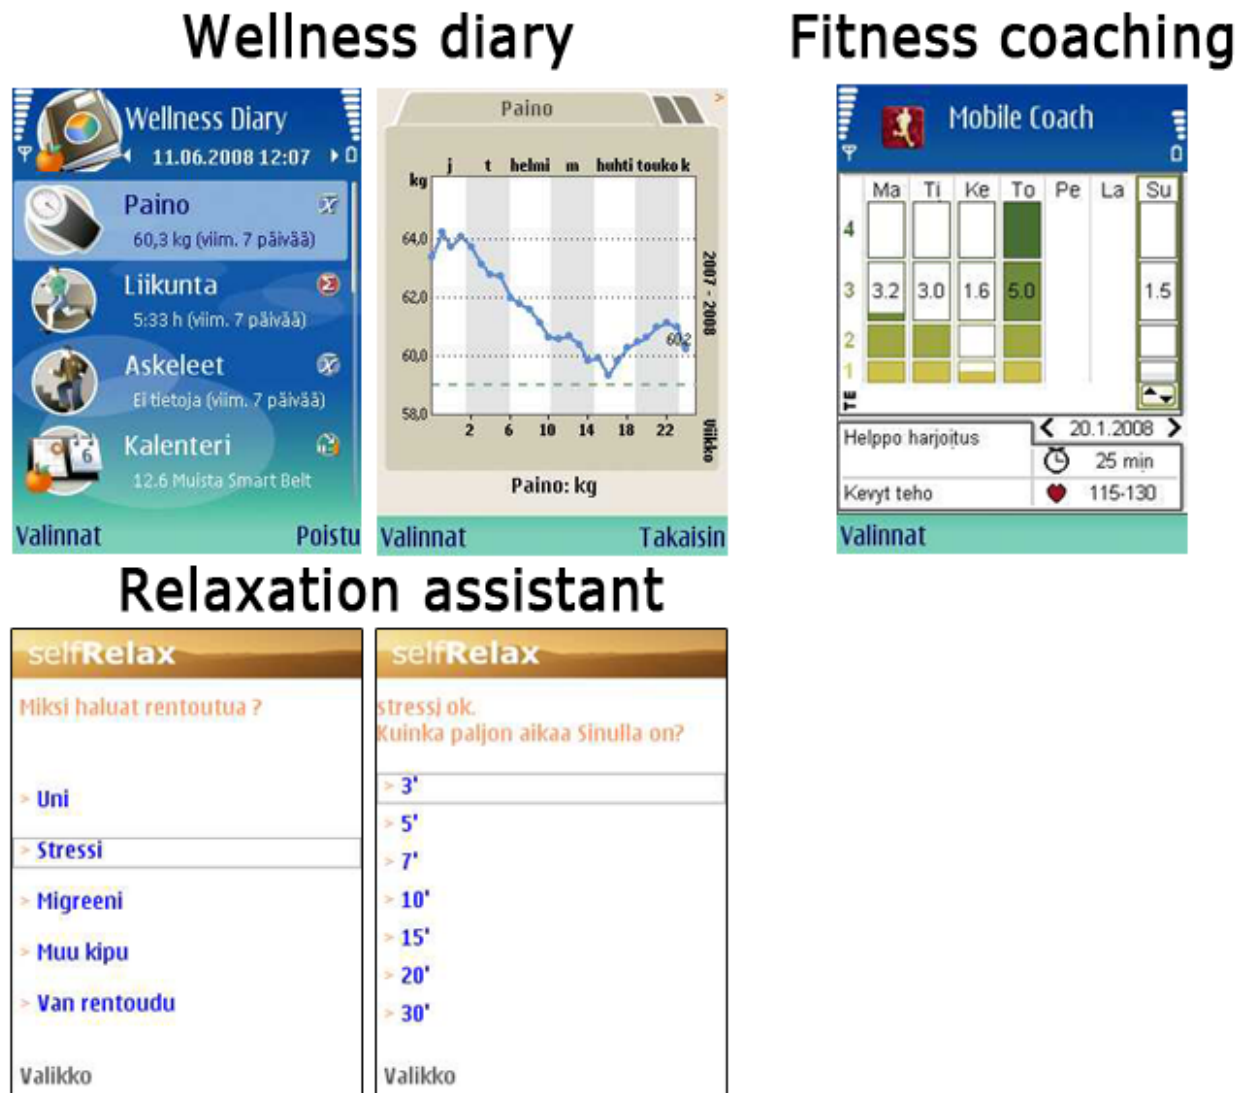 Wellness diary
Fitness coaching
Wellness Diary
11.06.2008 12:07
Paino
60,3 kg (viim. 7 päivää)
Liikunta
5:33 h (viim. 7 päivää)
Askeleet
Ei tietoja (viim. 7 päivää)
Kalenteri
6
12.6 Muista Smart Belt
Valinnat Poistu
Paino
j t helmi m huhti touko k
kg
64,0
62,0
60,0
58,0
60,2
2 6 10 14 18 22
2007 - 2008
Viikko
Paino: kg
Valinnat Takaisin
Mobile Coach
Ma Ti Ke To Pe La Su
4
3 3.2 3.0 1.6 5.0 1.5
2
1
TE
Helppo harjoitus
< 20.1.2008 >
25 min
Kevyt teho 115-130
Valinnat
Relaxation assistant
selfRelax
Miksi haluat rentoutua ?
> Uni
> Stressi
> Migreeni
> Muu kipu
> Van rentoudu
Valikko
selfRelax
stressi ok.
Kuinka paljon aikaa Sinulla on?
> 3'
> 5'
> 7'
> 10'
> 15'
> 20'
> 30'
Valikko